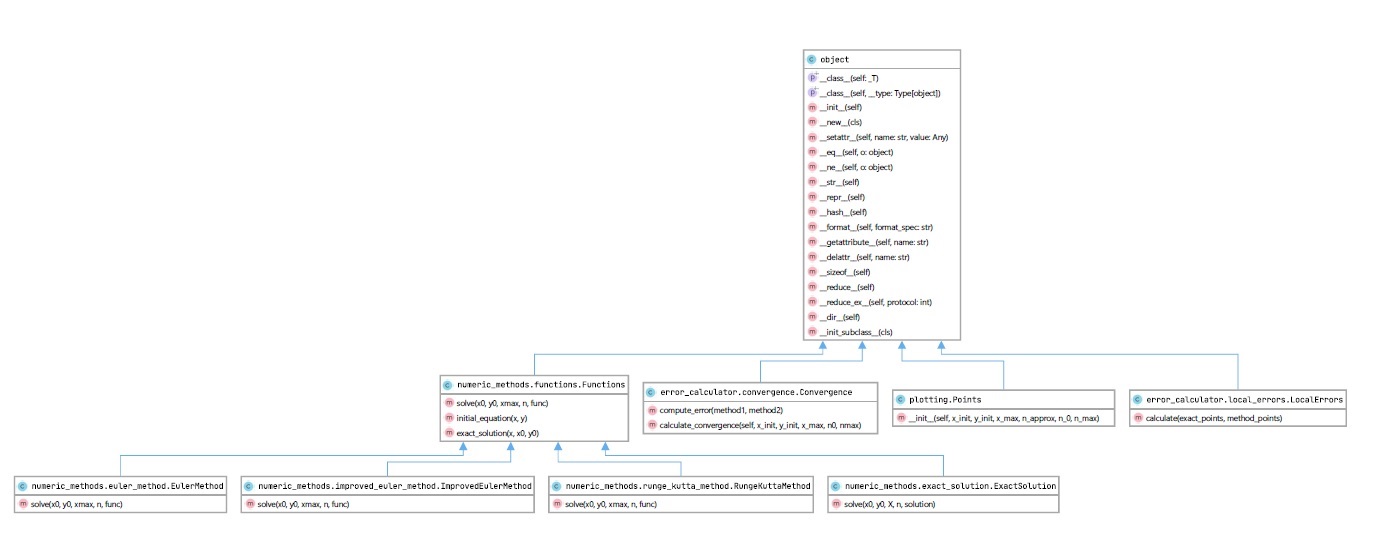 object
__class__(self: _T)
__class__(self, __type: Type[object])
__init__(self)
__new__(cls)
__setattr__(self, name: str, value: Any)
__eq__(self, o: object)
__ne__(self, o: object)
__str__(self)
__repr__(self)
__hash__(self)
__format__(self, format_spec: str)
__getattribute__(self, name: str)
__delattr__(self, name: str)
__sizeof__(self)
__reduce__(self)
__reduce_ex__(self, protocol: int)
__dir__(self)
__init_subclass__(cls)
numeric_methods.functions.Functions
solve(x0, y0, xmax, n, func)
initial_equation(x, y)
exact_solution(x, x0, y0)
error_calculator.convergence.Convergence
compute_error(method1, method2)
calculate_convergence(self, x_init, y_init, x_max, n0, nmax)
plotting.Points
__init__(self, x_init, y_init, x_max, n_approx, n_0, n_max)
error_calculator.local_errors.LocalErrors
calculate(exact_points, method_points)
numeric_methods.euler_method.EulerMethod
solve(x0, y0, xmax, n, func)
numeric_methods.improved_euler_method.ImprovedEulerMethod
solve(x0, y0, xmax, n, func)
numeric_methods.runge_kutta_method.RungeKuttaMethod
solve(x0, y0, xmax, n, func)
numeric_methods.exact_solution.ExactSolution
solve(x0, y0, X, n, solution)